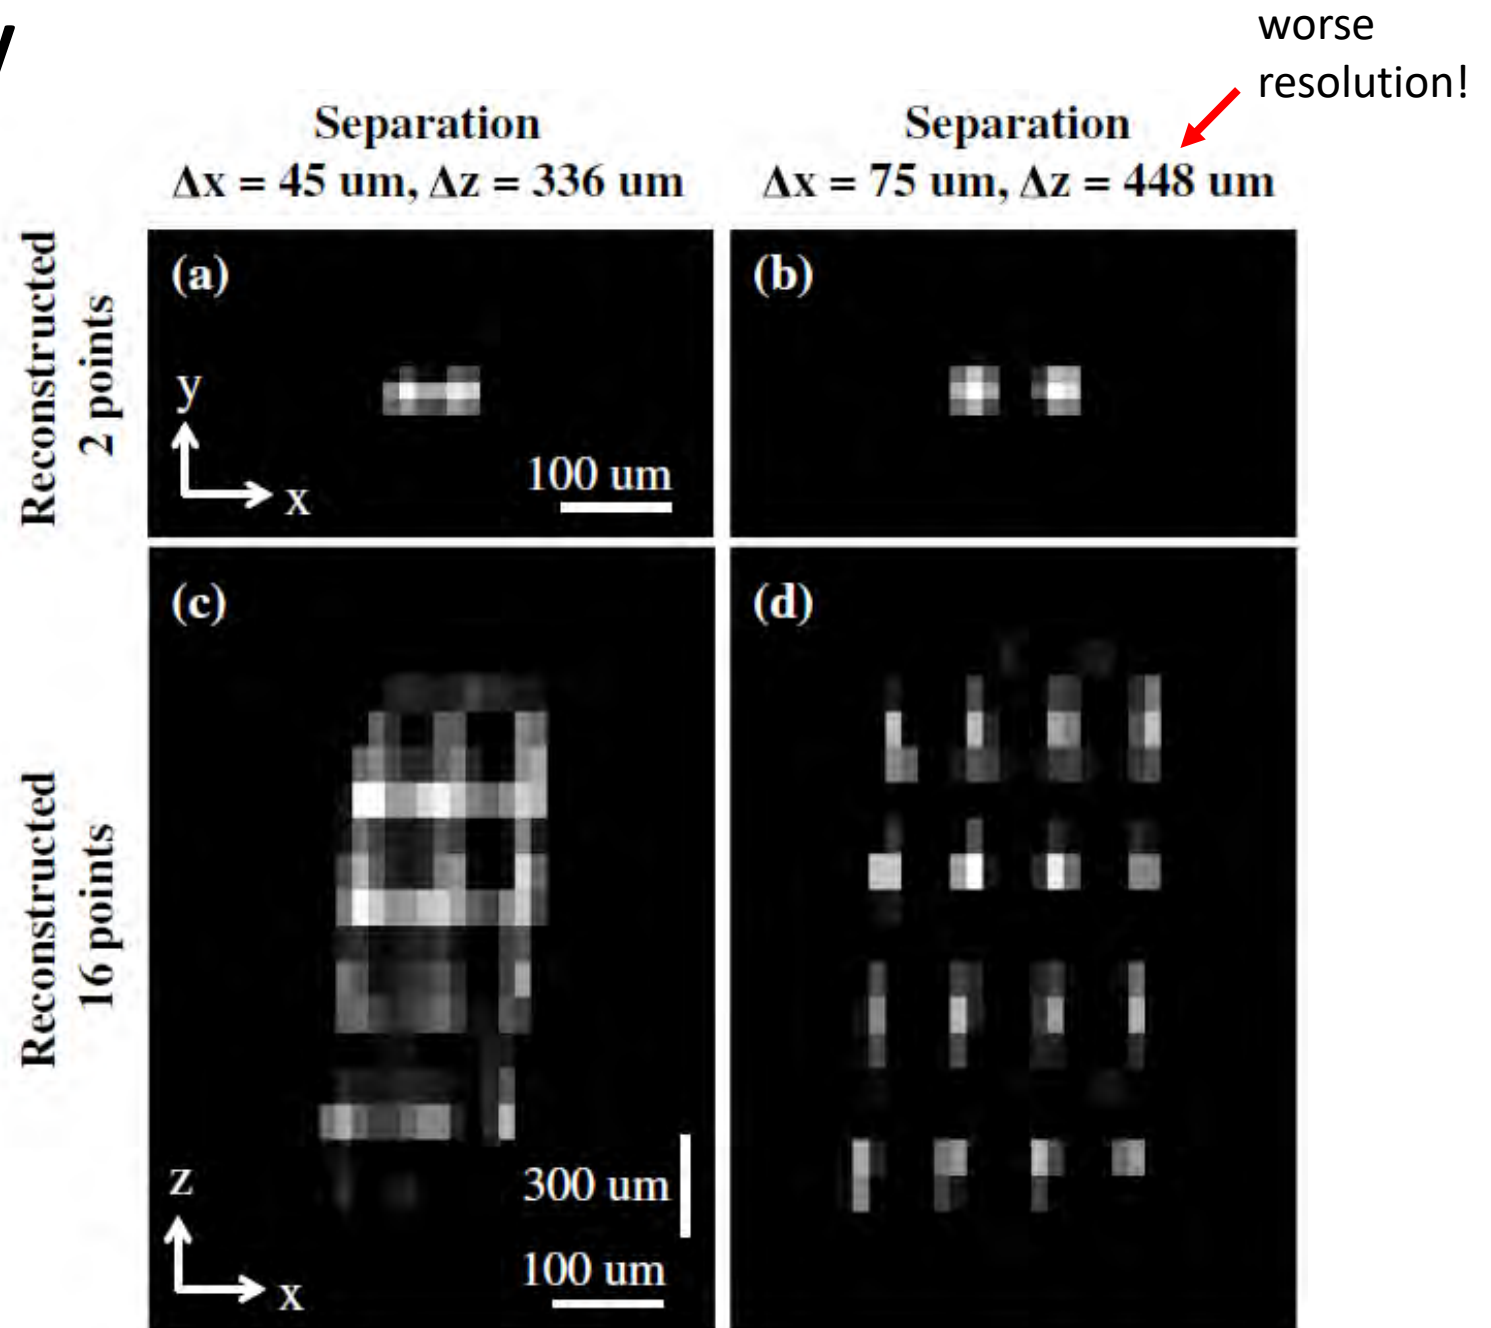 y
worse
resolution!
Separation
Δx = 45 um, Δz = 336 um
Separation
Δx = 75 um, Δz = 448 um
Reconstructed
2 points
(a)
y
x
100 um
(b)
Reconstructed
16 points
(c)
z
x
300 um
100 um
(d)